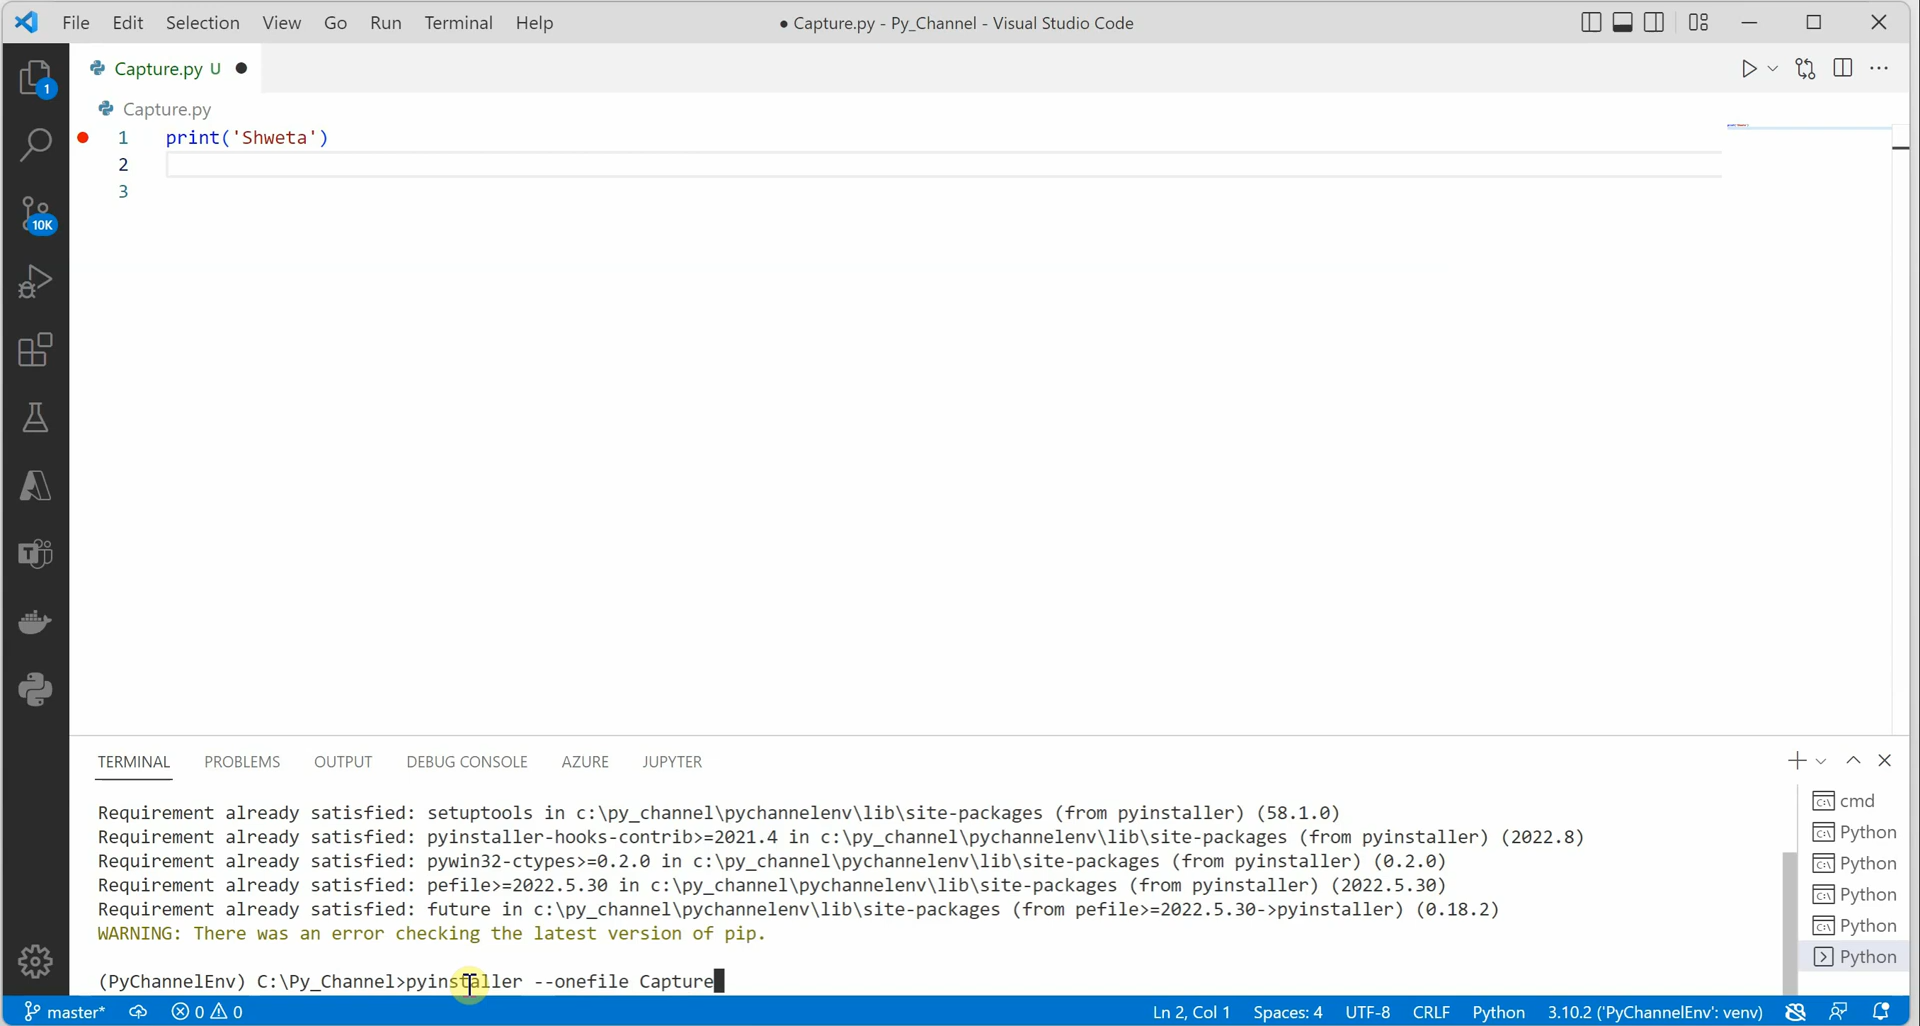 File Edit Selection View Go Run Terminal Help ● Capture.py - Py_Channel - Visual Studio Code
Capture.py U ●
Capture.py
1 print('Shweta')
2
3
1
10K
TERMINAL PROBLEMS OUTPUT DEBUG CONSOLE AZURE JUPYTER
Requirement already satisfied: setuptools in c:\py_channel\pychannelenv\lib\site-packages (from pyinstaller) (58.1.0)
Requirement already satisfied: pyinstaller-hooks-contrib>=2021.4 in c:\py_channel\pychannelenv\lib\site-packages (from pyinstaller) (2022.8)
Requirement already satisfied: pywin32-ctypes>=0.2.0 in c:\py_channel\pychannelenv\lib\site-packages (from pyinstaller) (0.2.0)
Requirement already satisfied: pefile>=2022.5.30 in c:\py_channel\pychannelenv\lib\site-packages (from pyinstaller) (2022.5.30)
Requirement already satisfied: future in c:\py_channel\pychannelenv\lib\site-packages (from pefile>=2022.5.30->pyinstaller) (0.18.2)
WARNING: There was an error checking the latest version of pip.
(PyChannelEnv) C:\Py_Channel>pyinstaller --onefile Capture
cmd
Python
Python
Python
Python
Python
master* 0 0 Ln 2, Col 1 Spaces: 4 UTF-8 CRLF Python 3.10.2 ('PyChannelEnv': venv)